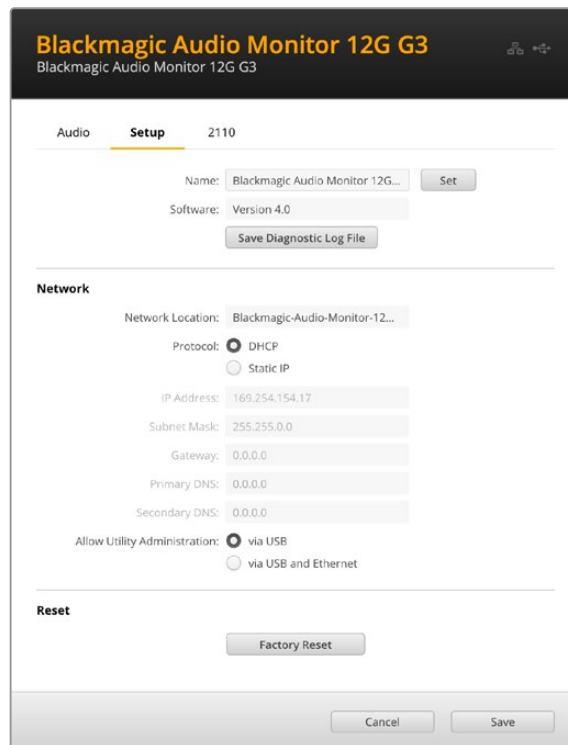 Blackmagic Audio Monitor 12G G3
Blackmagic Audio Monitor 12G G3
Audio Setup 2110
Name: Blackmagic Audio Monitor 12G... Set
Software: Version 4.0
Save Diagnostic Log File
Network
Network Location: Blackmagic-Audio-Monitor-12...
Protocol: DHCP
Static IP
IP Address: 169.254.154.17
Subnet Mask: 255.255.0.0
Gateway: 0.0.0.0
Primary DNS: 0.0.0.0
Secondary DNS: 0.0.0.0
Allow Utility Administration: via USB
via USB and Ethernet
Reset
Factory Reset
Cancel Save